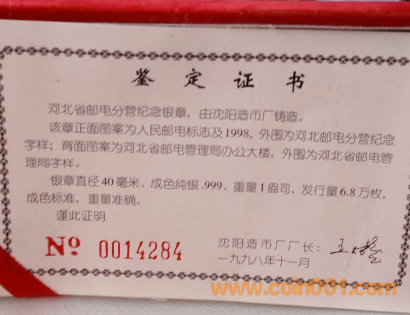 鉴定证书
河北省邮电分营纪念银章，由沈阳造币厂铸造。
该章正面图案为人民邮电标志及1998，外围为河北邮电分营纪念
字样；背面图案为河北省邮电管理局办公大楼，外围为河北省邮电管
理局字样。
银章直径40毫米，成色纯银.999，重量1盎司，发行量6.8万枚，
成色标准，重量准确。
谨此证明
沈阳造币厂厂长：
No 0014284
一九九八年十一月
www.coin001.com